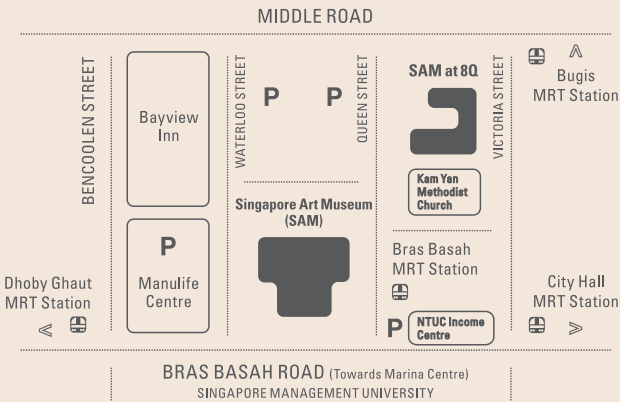 MIDDLE ROAD
BENCOOLEN STREET
Bayview
Inn
WATERLOO STREET
P
P
QUEEN STREET
SAM at 8Q
VICTORIA STREET
Bugis
MRT Station
Kam Yan
Methodist
Church
Singapore Art Museum
(SAM)
P
Manulife
Centre
Dhoby Ghaut
MRT Station
Bras Basah
MRT Station
City Hall
MRT Station
P
NTUC Income
Centre
BRAS BASAH ROAD (Towards Marina Centre)
SINGAPORE MANAGEMENT UNIVERSITY